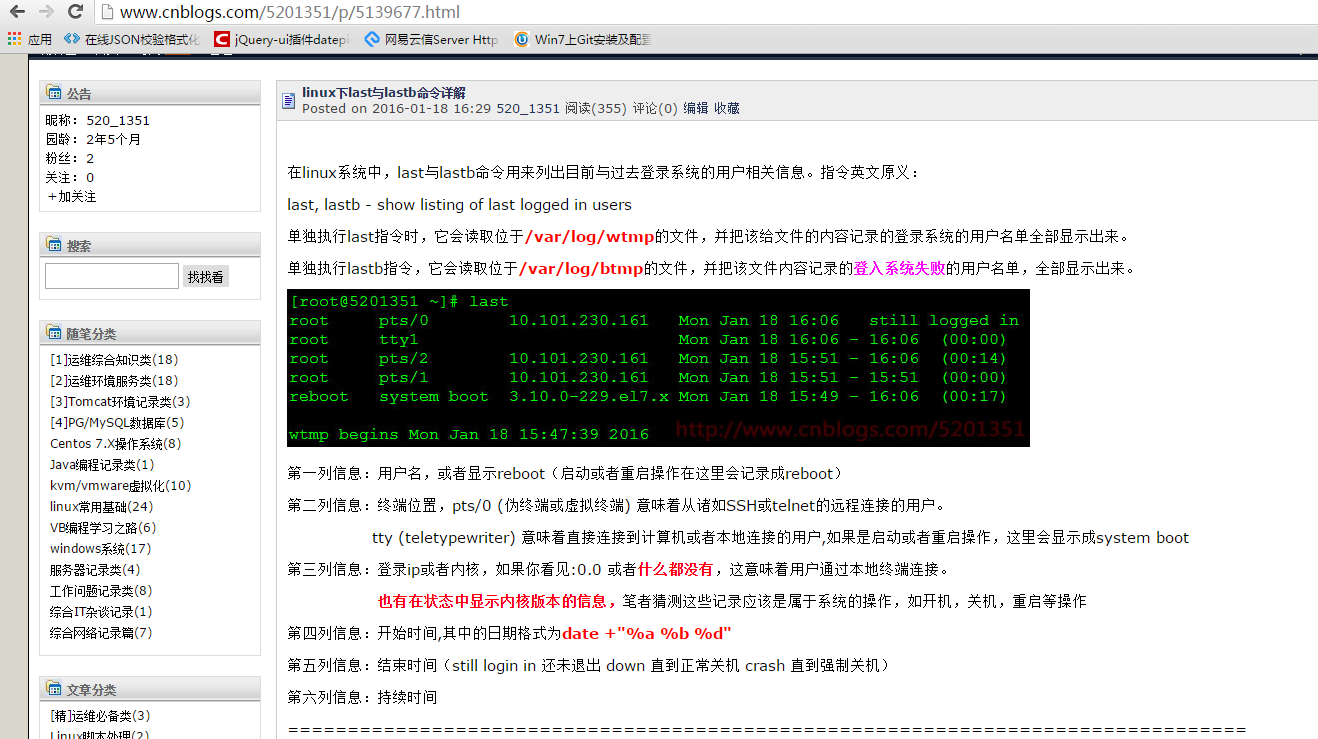 www.cnblogs.com/5201351/p/5139677.html
应用 在线JSON校验格式化 jQuery-ui插件datepi 网易云信Server Http Win7上Git安装及配置
公告
昵称：520_1351
园龄：2年5个月
粉丝：2
关注：0
+加关注
搜索
找找看
随笔分类
[1]运维综合知识类(18)
[2]运维环境服务类(18)
[3]Tomcat环境记录类(3)
[4]PG/MySQL数据库(5)
Centos 7.X操作系统(8)
Java编程记录类(1)
kvm/vmware虚拟化(10)
linux常用基础(24)
VB编程学习之路(6)
windows系统(17)
服务器记录类(4)
工作问题记录类(8)
综合IT杂谈记录(1)
综合网络记录篇(7)
文章分类
[精]运维必备类(3)
Linux脚本处理(2)
linux下last与lastb命令详解
Posted on 2016-01-18 16:29 520_1351 阅读(355) 评论(0) 编辑 收藏
在linux系统中，last与lastb命令用来列出目前与过去登录系统的用户相关信息。指令英文原义：
last, lastb - show listing of last logged in users
单独执行last指令时，它会读取位于/var/log/wtmp的文件，并把该给文件的内容记录的登录系统的用户名单全部显示出来。
单独执行lastb指令，它会读取位于/var/log/btmp的文件，并把该文件内容记录的登入系统失败的用户名单，全部显示出来。
[root@5201351 ~]# last
root pts/0 10.101.230.161 Mon Jan 18 16:06 still logged in
root tty1 Mon Jan 18 16:06 - 16:06 (00:00)
root pts/2 10.101.230.161 Mon Jan 18 15:51 - 16:06 (00:14)
root pts/1 10.101.230.161 Mon Jan 18 15:51 - 15:51 (00:00)
reboot system boot 3.10.0-229.el7.x Mon Jan 18 15:49 - 16:06 (00:17)
wtmp begins Mon Jan 18 15:47:39 2016
http://www.cnblogs.com/5201351
第一列信息：用户名，或者显示reboot（启动或者重启操作在这里会记录成reboot）
第二列信息：终端位置，pts/0 (伪终端或虚拟终端) 意味着从诸如SSH或telnet的远程连接的用户。
tty (teletypewriter) 意味着直接连接到计算机或者本地连接的用户,如果是启动或者重启操作，这里会显示成system boot
第三列信息：登录ip或者内核，如果你看见:0.0 或者什么都没有，这意味着用户通过本地终端连接。
也有在状态中显示内核版本的信息，笔者猜测这些记录应该是属于系统的操作，如开机，关机，重启等操作
第四列信息：开始时间,其中的日期格式为date +"%a %b %d"
第五列信息：结束时间（still login in 还未退出 down 直到正常关机 crash 直到强制关机）
第六列信息：持续时间
================================================================================